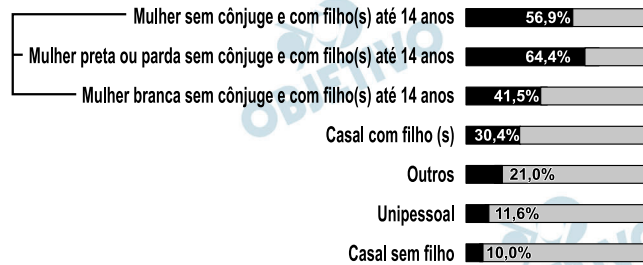 Mulher sem cônjuge e com filho(s) até 14 anos 56,9%
Mulher preta ou parda sem cônjuge e com filho(s) até 14 anos 64,4%
Mulher branca sem cônjuge e com filho(s) até 14 anos 41,5%
Casal com filho (s) 30,4%
Outros 21,0%
Unipessoal 11,6%
Casal sem filho 10,0%
OBJETIVO
OBJETIVO